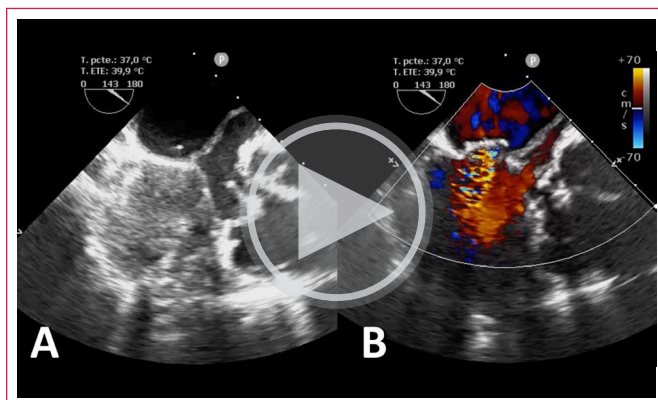 T. pcte.: 37,0 °C
T. ETE: 39,9 °C
0 143 180
P
A
T. pcte.: 37,0 °C
T. ETE: 39,9 °C
0 143 180
P
+70
c
m
/
s
-70
x
x
B